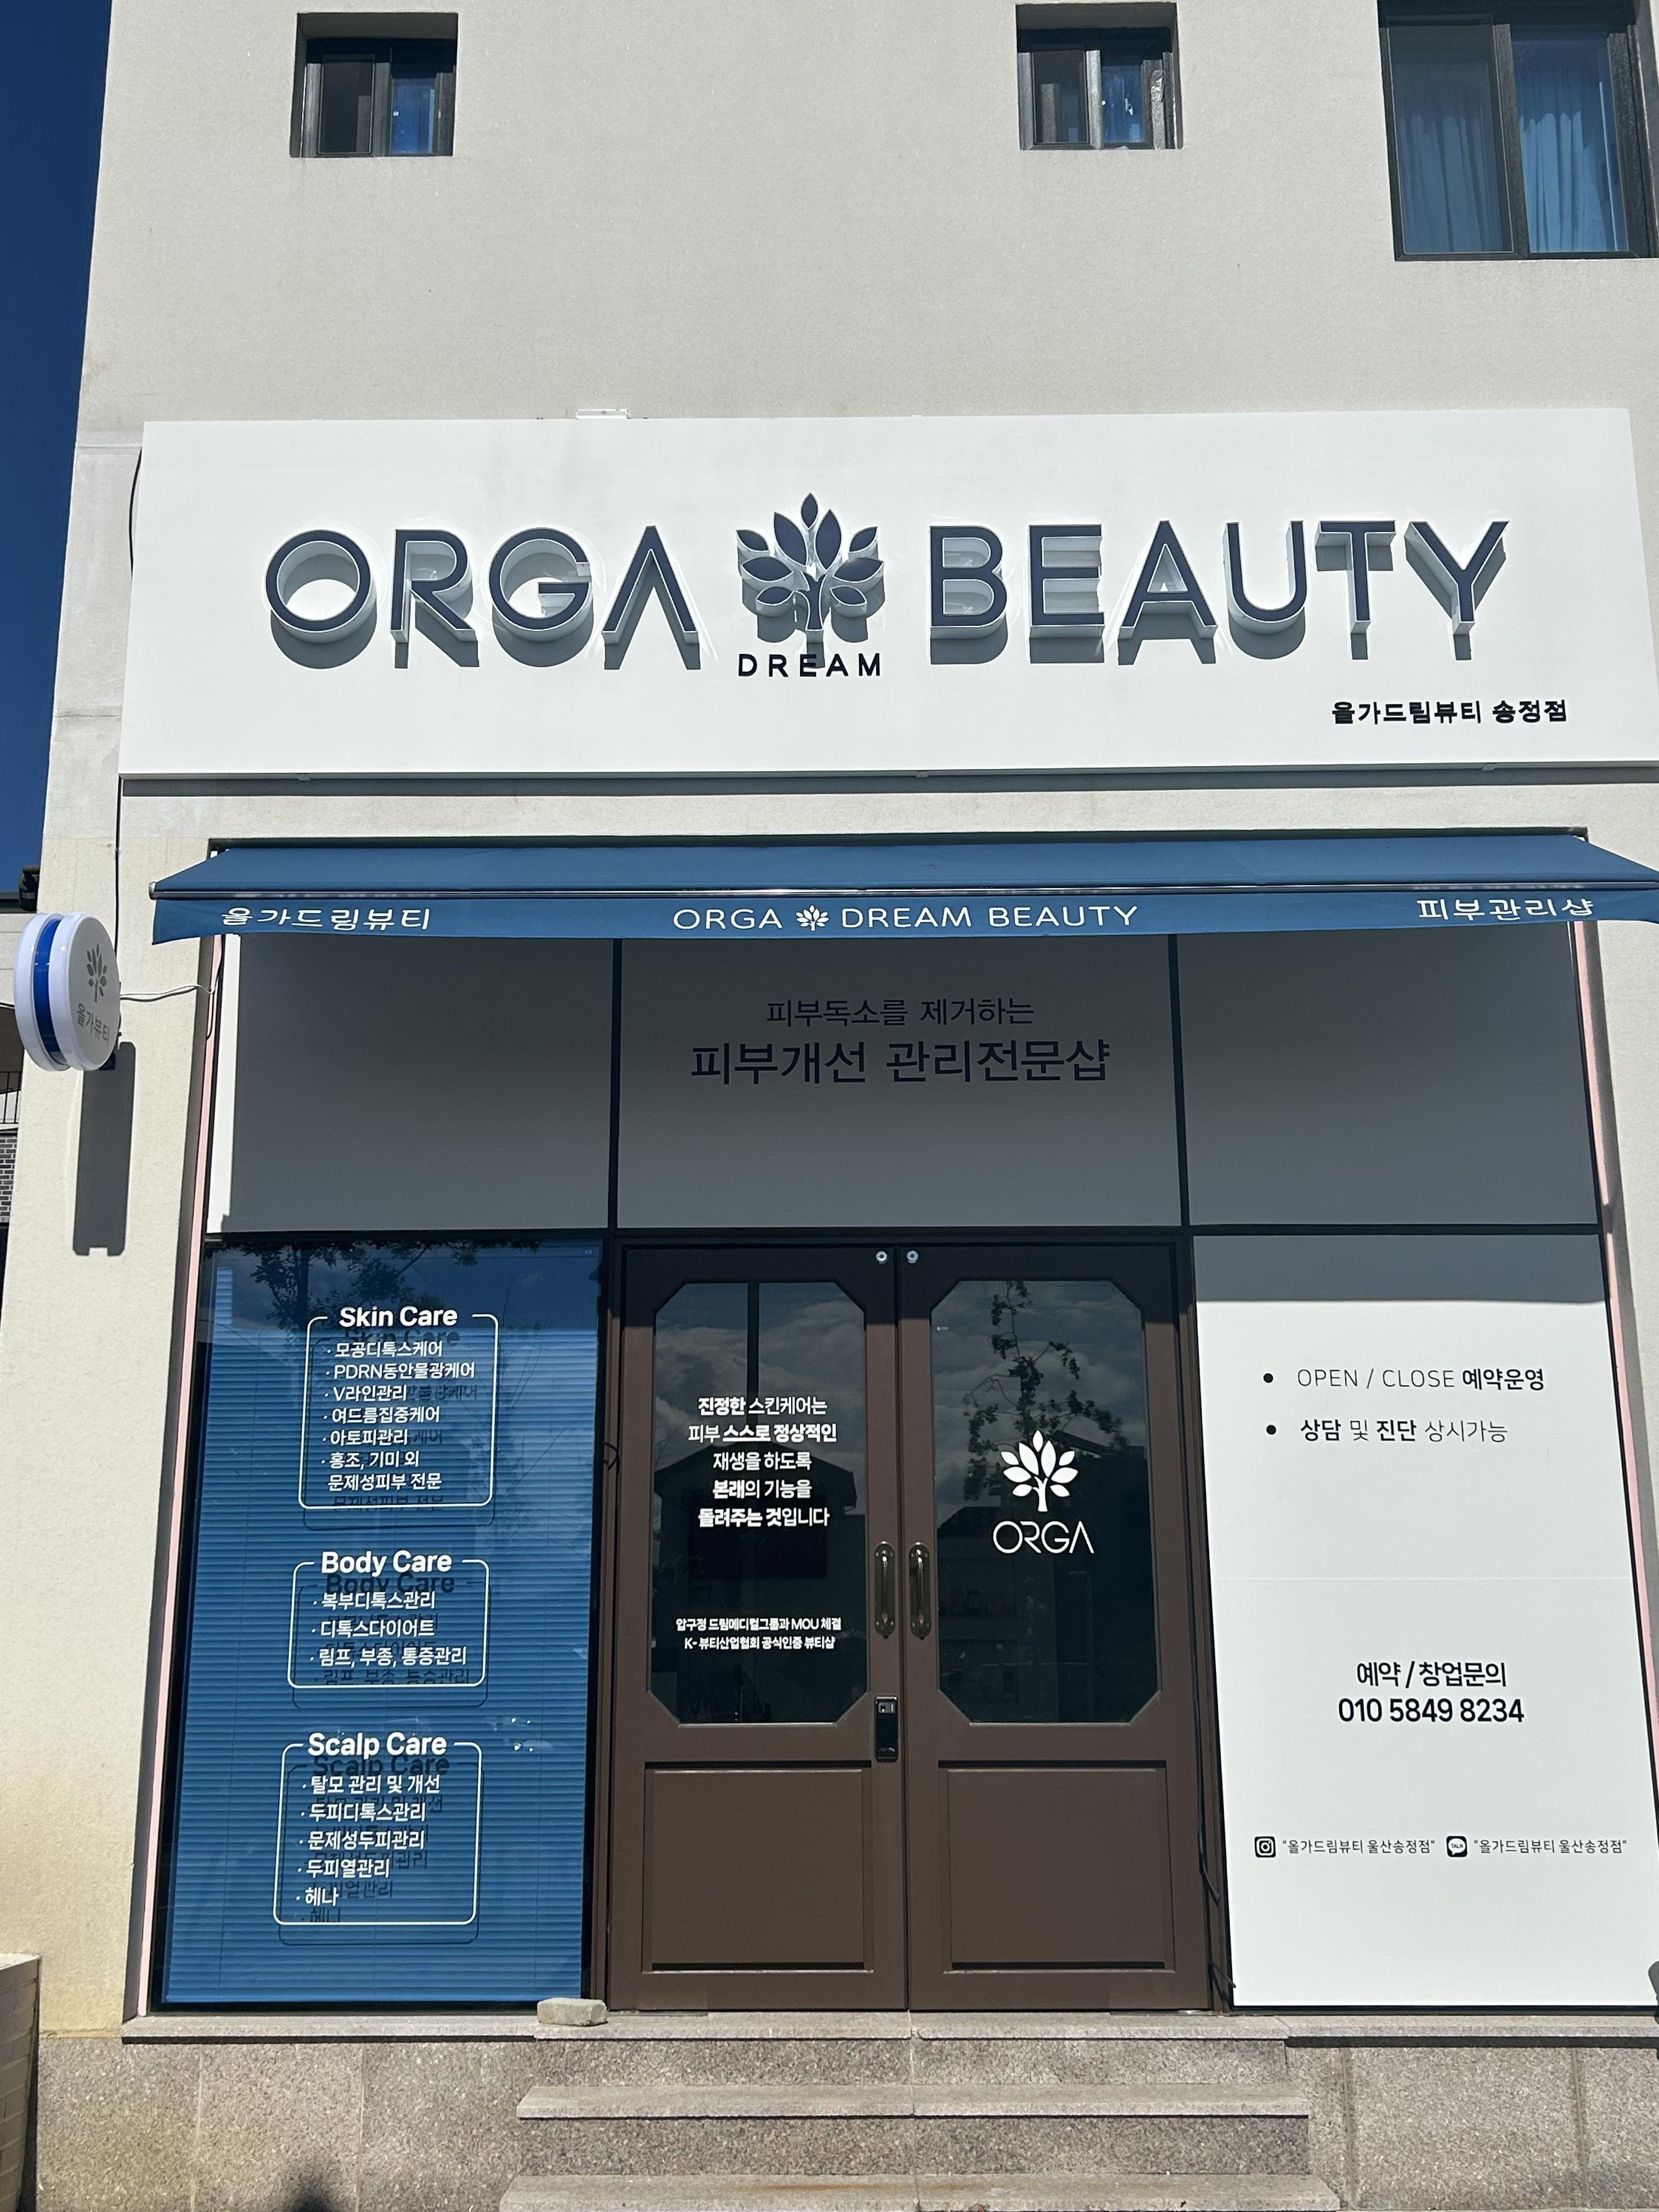 ORGA BEAUTY
DREAM
올가드림뷰티 송정점
올가드림뷰티
ORGA DREAM BEAUTY
피부관리샵
올가뷰티
피부독소를 제거하는
피부개선 관리전문샵
Skin Care
· 모공디톡스케어
· PDRN동안물광케어
· V라인관리
· 여드름집중케어
· 아토피관리
· 홍조, 기미 외
문제성피부 전문
Body Care
· 복부디톡스관리
· 디톡스다이어트
· 림프, 부종, 통증관리
Scalp Care
· 탈모 관리 및 개선
· 두피디톡스관리
· 문제성두피관리
· 두피열관리
· 헤나
진정한 스킨케어는
피부 스스로 정상적인
재생을 하도록
본래의 기능을
돌려주는 것입니다
압구정 드림메디컬그룹과 MOU 체결
K- 뷰티산업협회 공식인증 뷰티샵
ORGA
• OPEN / CLOSE 예약운영
• 상담 및 진단 상시가능
예약 / 창업문의
010 5849 8234
"올가드림뷰티 울산송정점" TALK "올가드림뷰티 울산송정점"